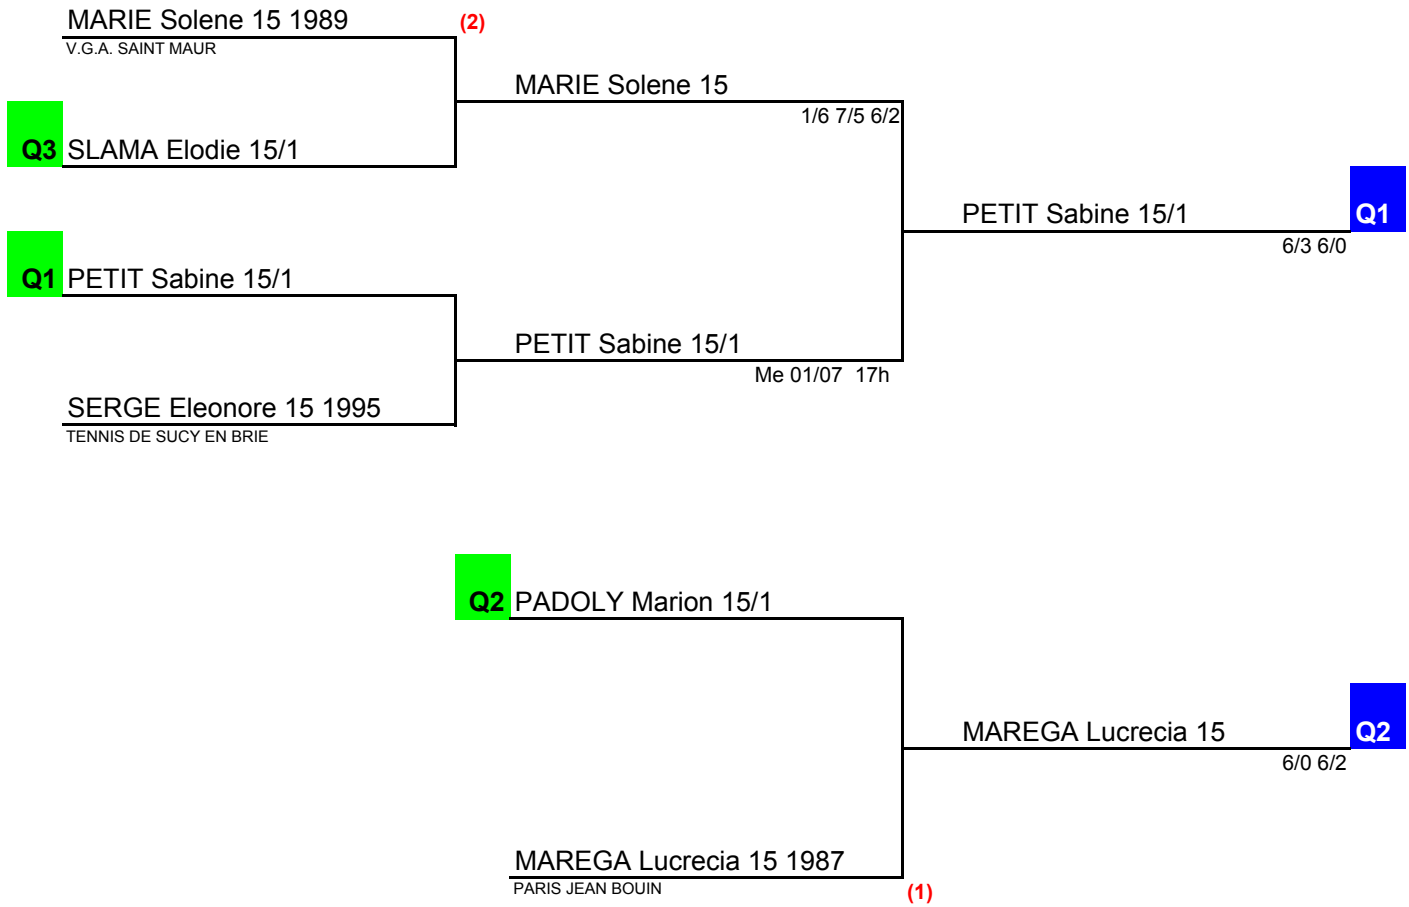 MARIE Solene 15 1989
(2)
V.G.A. SAINT MAUR
MARIE Solene 15
1/6 7/5 6/2
Q3 SLAMA Elodie 15/1
PETIT Sabine 15/1
Q1
6/3 6/0
Q1 PETIT Sabine 15/1
PETIT Sabine 15/1
Me 01/07 17h
SERGE Eleonore 15 1995
TENNIS DE SUCY EN BRIE
Q2 PADOLY Marion 15/1
MAREGA Lucrecia 15
Q2
6/0 6/2
MAREGA Lucrecia 15 1987
PARIS JEAN BOUIN
(1)